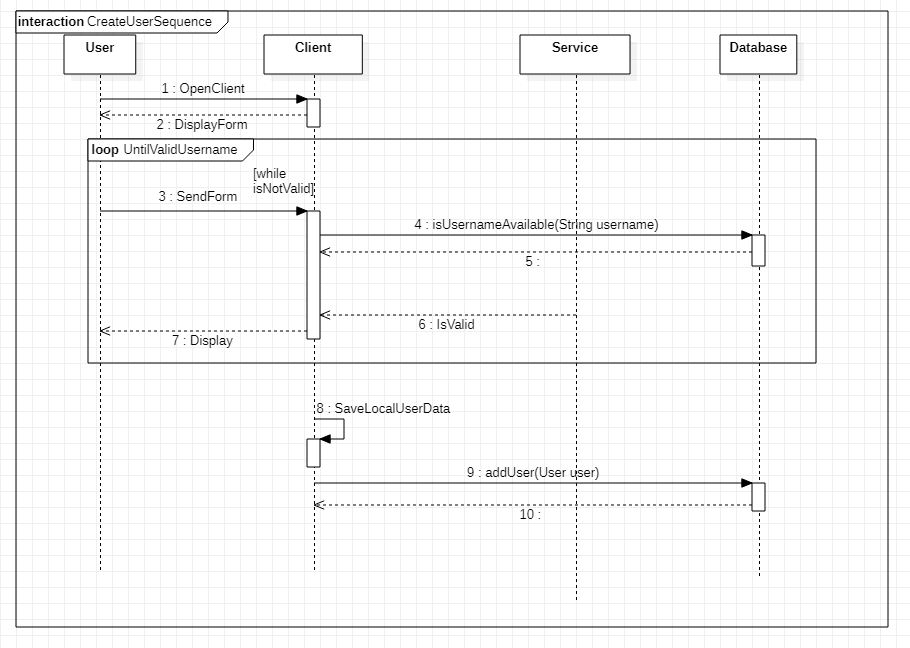 interaction CreateUserSequence
User
Client
Service
Database
1 : OpenClient
2 : DisplayForm
loop UntilValidUsername
[while
isNotValid]
3 : SendForm
4 : isUsernameAvailable(String username)
5 :
6 : IsValid
7 : Display
8 : SaveLocalUserData
9 : addUser(User user)
10 :